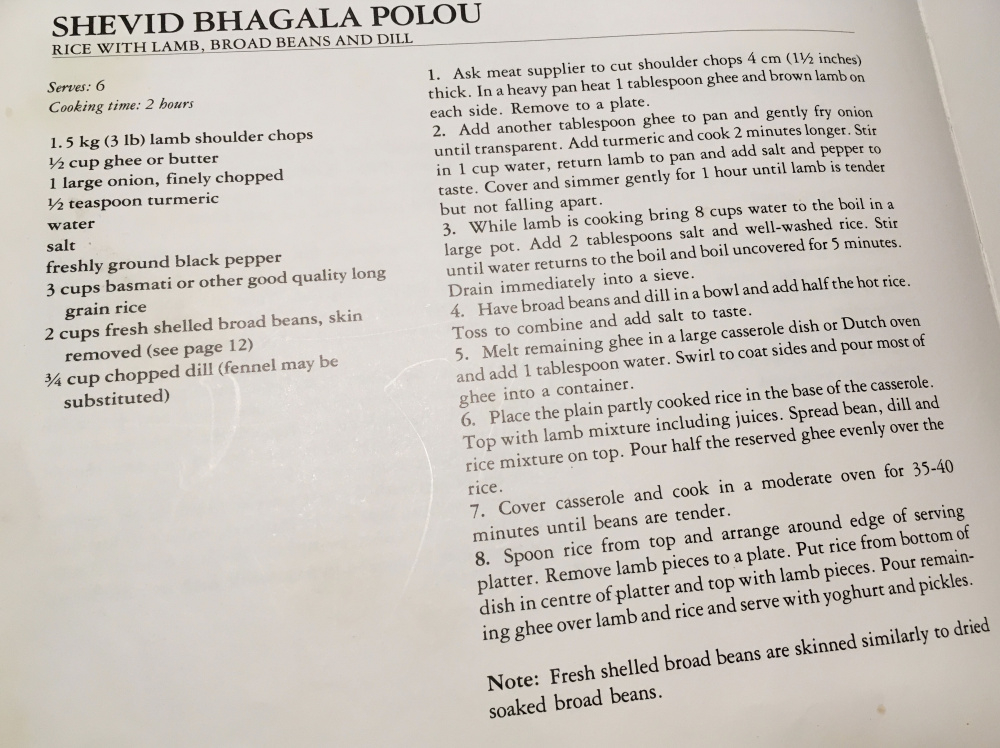 SHEVID BHAGALA POLOU
RICE WITH LAMB, BROAD BEANS AND DILL
Serves: 6
Cooking time: 2 hours
1.5 kg (3 lb) lamb shoulder chops
½ cup ghee or butter
1 large onion, finely chopped
½ teaspoon turmeric
water
salt
freshly ground black pepper
3 cups basmati or other good quality long
grain rice
2 cups fresh shelled broad beans, skin
removed (see page 12)
¾ cup chopped dill (fennel may be
substituted)
1. Ask meat supplier to cut shoulder chops 4 cm (1½ inches)
thick. In a heavy pan heat 1 tablespoon ghee and brown lamb on
each side. Remove to a plate.
2. Add another tablespoon ghee to pan and gently fry onion
until transparent. Add turmeric and cook 2 minutes longer. Stir
in 1 cup water, return lamb to pan and add salt and pepper to
taste. Cover and simmer gently for 1 hour until lamb is tender
but not falling apart.
3. While lamb is cooking bring 8 cups water to the boil in a
large pot. Add 2 tablespoons salt and well-washed rice. Stir
until water returns to the boil and boil uncovered for 5 minutes.
Drain immediately into a sieve.
4. Have broad beans and dill in a bowl and add half the hot rice.
Toss to combine and add salt to taste.
5. Melt remaining ghee in a large casserole dish or Dutch oven
and add 1 tablespoon water. Swirl to coat sides and pour most of
ghee into a container.
6. Place the plain partly cooked rice in the base of the casserole.
Top with lamb mixture including juices. Spread bean, dill and
rice mixture on top. Pour half the reserved ghee evenly over the
rice.
7. Cover casserole and cook in a moderate oven for 35-40
minutes until beans are tender.
8. Spoon rice from top and arrange around edge of serving
platter. Remove lamb pieces to a plate. Put rice from bottom of
dish in centre of platter and top with lamb pieces. Pour remain-
ing ghee over lamb and rice and serve with yoghurt and pickles.
Note: Fresh shelled broad beans are skinned similarly to dried
soaked broad beans.